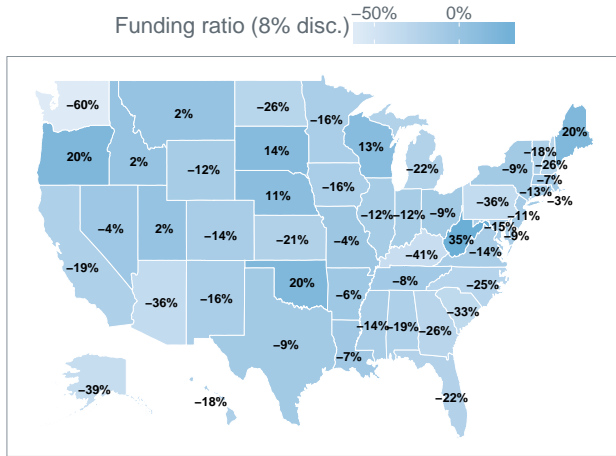 Funding ratio (8% disc.) −50% 0%
−60% 2% −26% −16% 20%
20% 2% 14% 13% −18%
−26%
−12% −22% −9% −7%
11% −16% −13% −3%
−4% 2% −14% −21% −4% −12% −12% −9% −36% −11%
−15% −9%
35% −14%
−19% −41%
−36% −16% 20% −6% −8% −25%
−33%
−9% −7% −14% −19% −26%
−39% −18% −22%